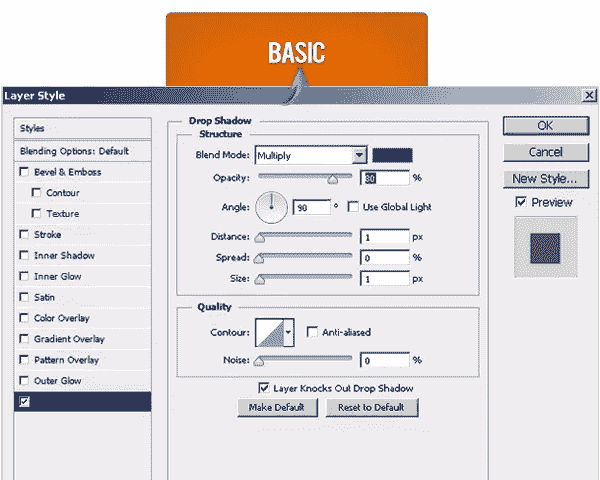 BASIC
Layer Style
Styles
Blending Options: Default
Bevel & Emboss
Contour
Texture
Stroke
Inner Shadow
Inner Glow
Satin
Color Overlay
Gradient Overlay
Pattern Overlay
Outer Glow
Drop Shadow
Structure
Blend Mode: Multiply
Opacity: 80 %
Angle: 90 ° Use Global Light
Distance: 1 px
Spread: 0 %
Size: 1 px
Quality
Contour: Anti-aliased
Noise: 0 %
Layer Knocks Out Drop Shadow
Make Default Reset to Default
OK
Cancel
New Style...
Preview